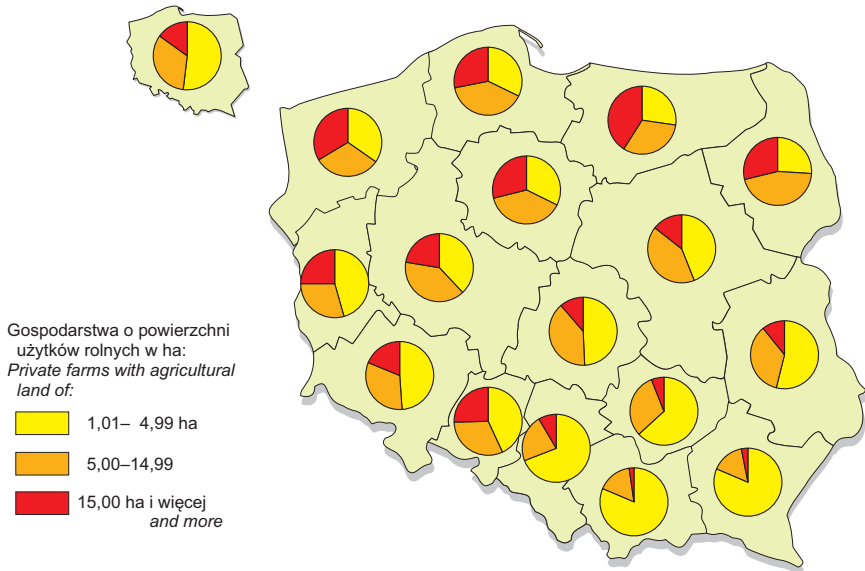 Gospodarstwa o powierzchni
użytków rolnych w ha:
Private farms with agricultural
land of:
1,01– 4,99 ha
5,00–14,99
15,00 ha i więcej
and more